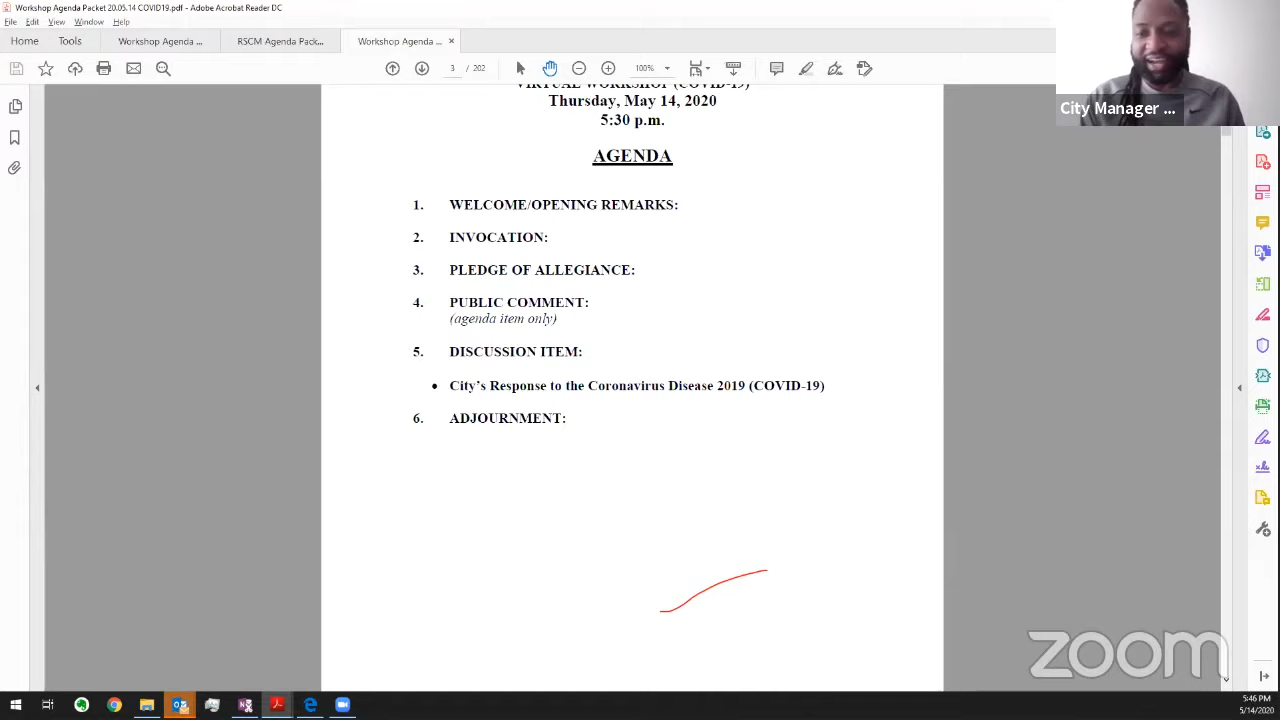 Workshop Agenda Packet 20.05.14 COVID19.pdf - Adobe Acrobat Reader DC
File Edit View Window Help
Home Tools Workshop Agenda ... RSCM Agenda Pack... Workshop Agenda ... ×
3 / 202 100%
VIRTUAL WORKSHOP (COVID-19)
Thursday, May 14, 2020
5:30 p.m.
City Manager ...
AGENDA
1. WELCOME/OPENING REMARKS:
2. INVOCATION:
3. PLEDGE OF ALLEGIANCE:
4. PUBLIC COMMENT:
(agenda item only)
5. DISCUSSION ITEM:
• City's Response to the Coronavirus Disease 2019 (COVID-19)
6. ADJOURNMENT:
zoom
5:46 PM
5/14/2020